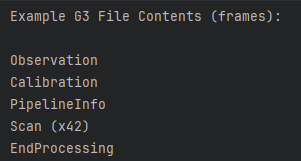 Example G3 File Contents (frames):
Observation
Calibration
PipelineInfo
Scan (x42)
EndProcessing